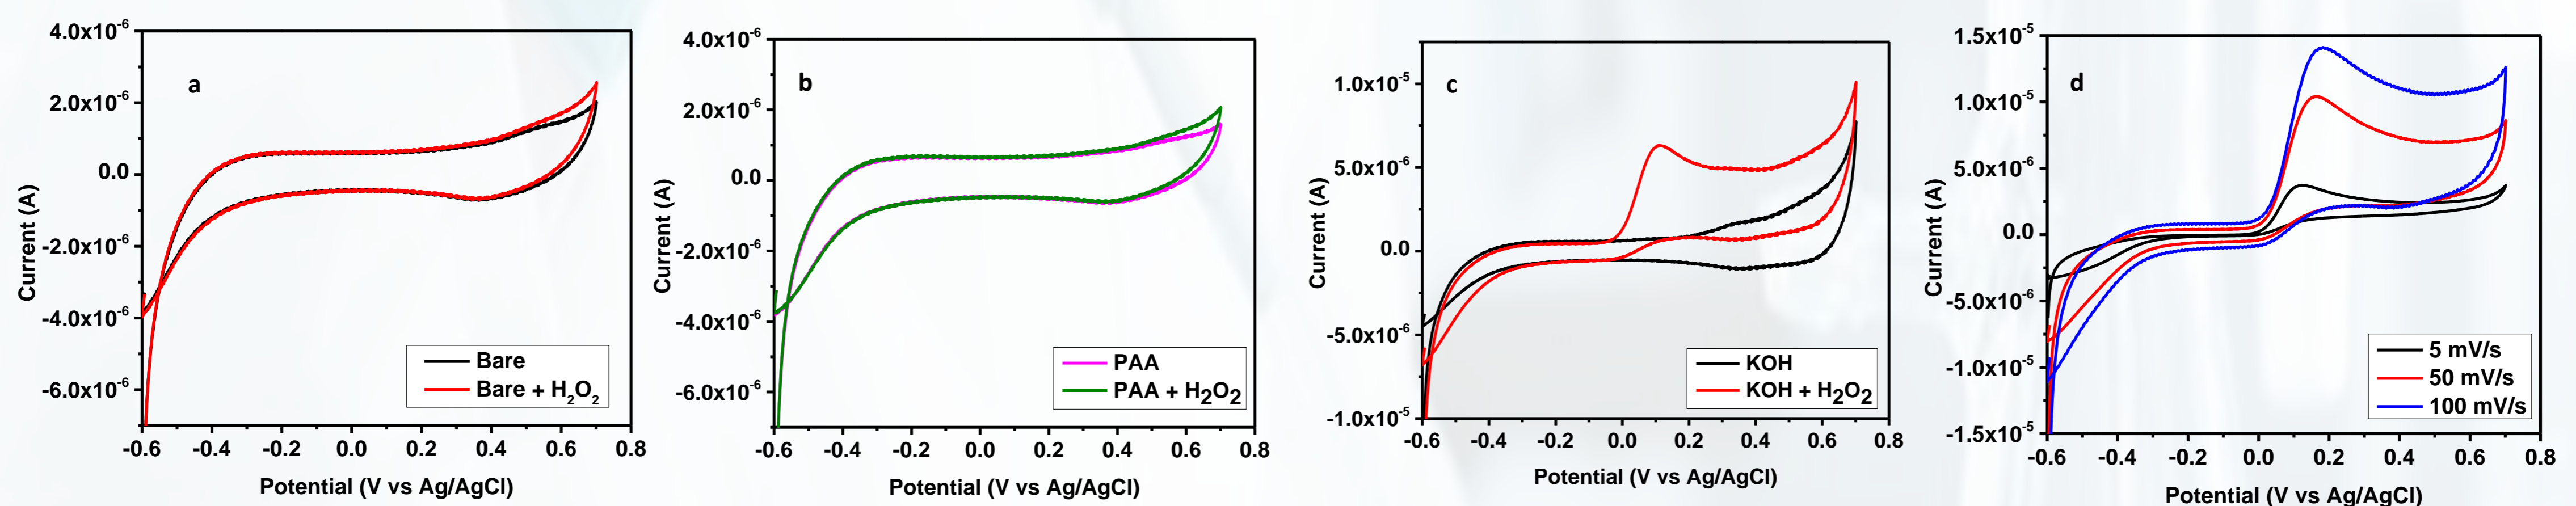 a
4.0x10⁻⁶
2.0x10⁻⁶
0.0
-2.0x10⁻⁶
-4.0x10⁻⁶
-6.0x10⁻⁶
Current (A)
-0.6 -0.4 -0.2 0.0 0.2 0.4 0.6 0.8
Potential (V vs Ag/AgCl)
Bare
Bare + H₂O₂
b
4.0x10⁻⁶
2.0x10⁻⁶
0.0
-2.0x10⁻⁶
-4.0x10⁻⁶
-6.0x10⁻⁶
Current (A)
-0.6 -0.4 -0.2 0.0 0.2 0.4 0.6 0.8
Potential (V vs Ag/AgCl)
PAA
PAA + H₂O₂
c
1.0x10⁻⁵
5.0x10⁻⁶
0.0
-5.0x10⁻⁶
-1.0x10⁻⁵
Current (A)
-0.6 -0.4 -0.2 0.0 0.2 0.4 0.6 0.8
Potential (V vs Ag/AgCl)
KOH
KOH + H₂O₂
d
1.5x10⁻⁵
1.0x10⁻⁵
5.0x10⁻⁶
0.0
-5.0x10⁻⁶
-1.0x10⁻⁵
-1.5x10⁻⁵
Current (A)
-0.6 -0.4 -0.2 0.0 0.2 0.4 0.6 0.8
Potential (V vs Ag/AgCl)
5 mV/s
50 mV/s
100 mV/s